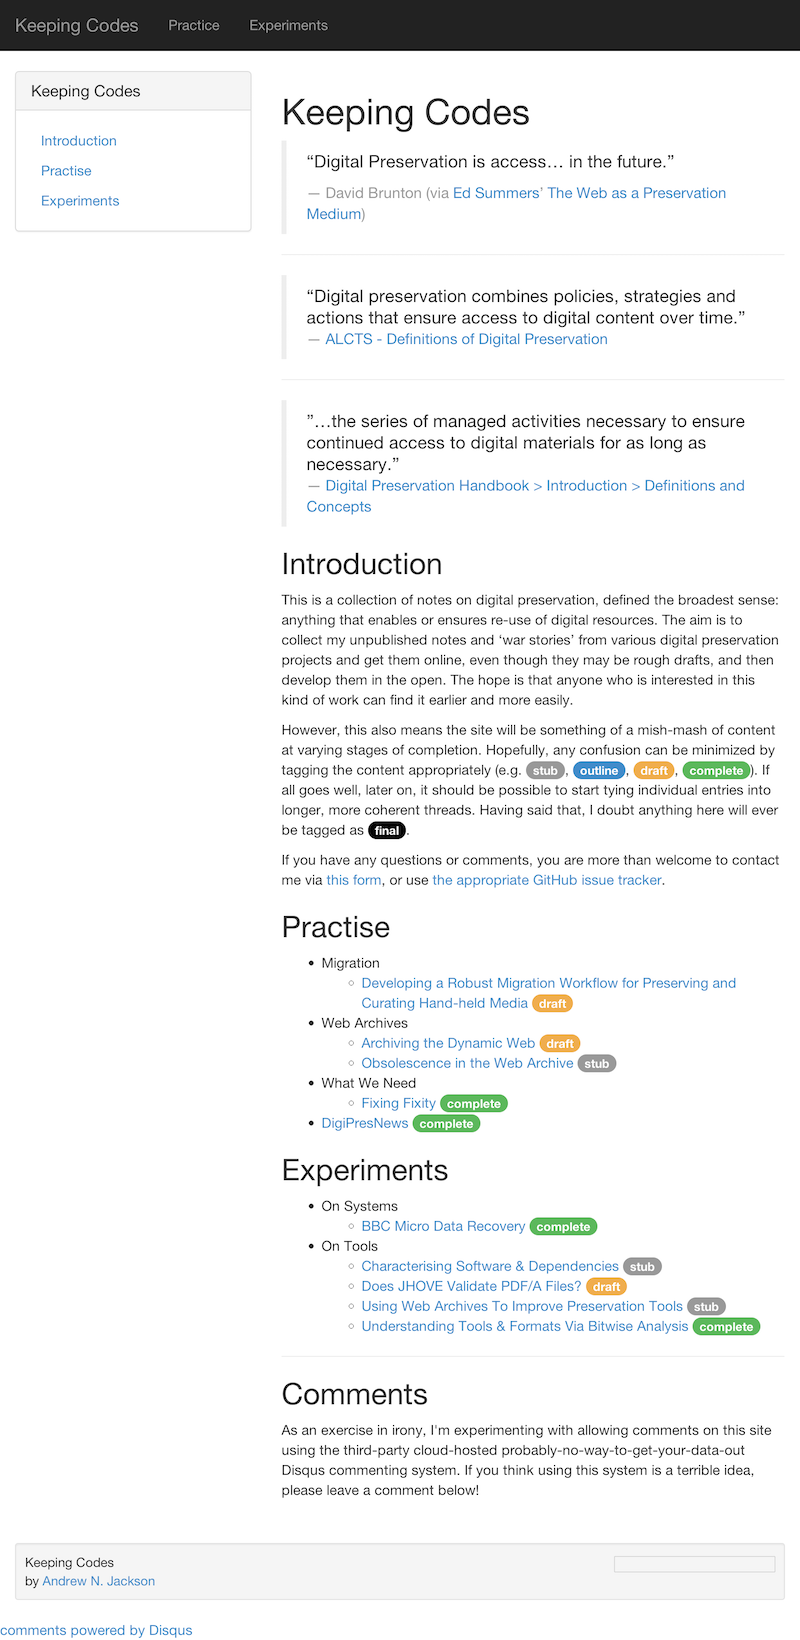 Keeping Codes Practice Experiments
Keeping Codes
Introduction
Practise
Experiments
Keeping Codes
“Digital Preservation is access… in the future.”
— David Brunton (via Ed Summers’ The Web as a Preservation
Medium)
“Digital preservation combines policies, strategies and
actions that ensure access to digital content over time.”
— ALCTS - Definitions of Digital Preservation
”…the series of managed activities necessary to ensure
continued access to digital materials for as long as
necessary.”
— Digital Preservation Handbook > Introduction > Definitions and
Concepts
Introduction
This is a collection of notes on digital preservation, defined the broadest sense:
anything that enables or ensures re-use of digital resources. The aim is to
collect my unpublished notes and ‘war stories’ from various digital preservation
projects and get them online, even though they may be rough drafts, and then
develop them in the open. The hope is that anyone who is interested in this
kind of work can find it earlier and more easily.
However, this also means the site will be something of a mish-mash of content
at varying stages of completion. Hopefully, any confusion can be minimized by
tagging the content appropriately (e.g. stub, outline, draft, complete). If
all goes well, later on, it should be possible to start tying individual entries into
longer, more coherent threads. Having said that, I doubt anything here will ever
be tagged as final.
If you have any questions or comments, you are more than welcome to contact
me via this form, or use the appropriate GitHub issue tracker.
Practise
• Migration
◦ Developing a Robust Migration Workflow for Preserving and
Curating Hand-held Media draft
• Web Archives
◦ Archiving the Dynamic Web draft
◦ Obsolescence in the Web Archive stub
• What We Need
◦ Fixing Fixity complete
• DigiPresNews complete
Experiments
• On Systems
◦ BBC Micro Data Recovery complete
• On Tools
◦ Characterising Software & Dependencies stub
◦ Does JHOVE Validate PDF/A Files? draft
◦ Using Web Archives To Improve Preservation Tools stub
◦ Understanding Tools & Formats Via Bitwise Analysis complete
Comments
As an exercise in irony, I'm experimenting with allowing comments on this site
using the third-party cloud-hosted probably-no-way-to-get-your-data-out
Disqus commenting system. If you think using this system is a terrible idea,
please leave a comment below!
Keeping Codes
by Andrew N. Jackson
comments powered by Disqus